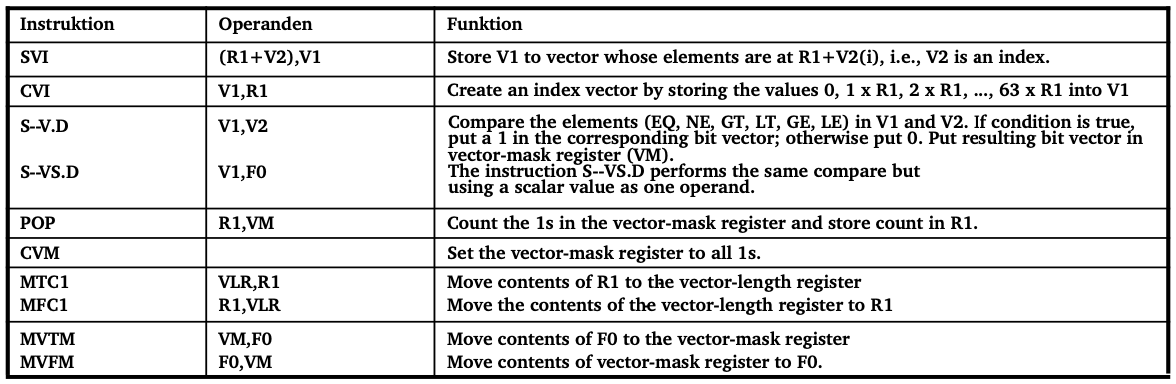 Instruktion Operanden Funktion
SVI (R1+V2),V1 Store V1 to vector whose elements are at R1+V2(i), i.e., V2 is an index.
CVI V1,R1 Create an index vector by storing the values 0, 1 x R1, 2 x R1, ..., 63 x R1 into V1
S--V.D V1,V2 Compare the elements (EQ, NE, GT, LT, GE, LE) in V1 and V2. If condition is true,
put a 1 in the corresponding bit vector; otherwise put 0. Put resulting bit vector in
vector-mask register (VM).
S--VS.D V1,F0 The instruction S--VS.D performs the same compare but
using a scalar value as one operand.
POP R1,VM Count the 1s in the vector-mask register and store count in R1.
CVM Set the vector-mask register to all 1s.
MTC1 VLR,R1 Move contents of R1 to the vector-length register
MFC1 R1,VLR Move the contents of the vector-length register to R1
MVTM VM,F0 Move contents of F0 to the vector-mask register
MVFM F0,VM Move contents of vector-mask register to F0.